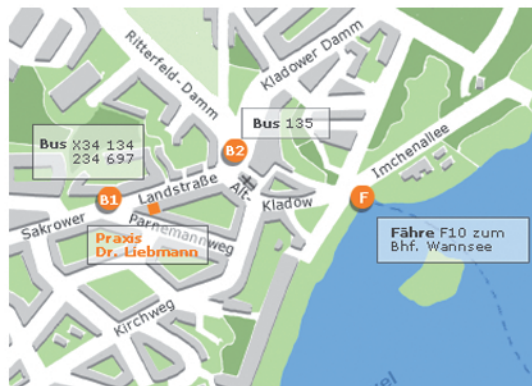 Ritterfeld-Damm
Kladower Damm
Bus 135
Bus X34 134
234 697
B2
Imchenallee
Landstraße
Alt-
Kladow
B1
F
Sakrower
Parnemannweg
Praxis
Dr. Liebmann
Fähre F10 zum
Bhf. Wannsee
Kirchweg